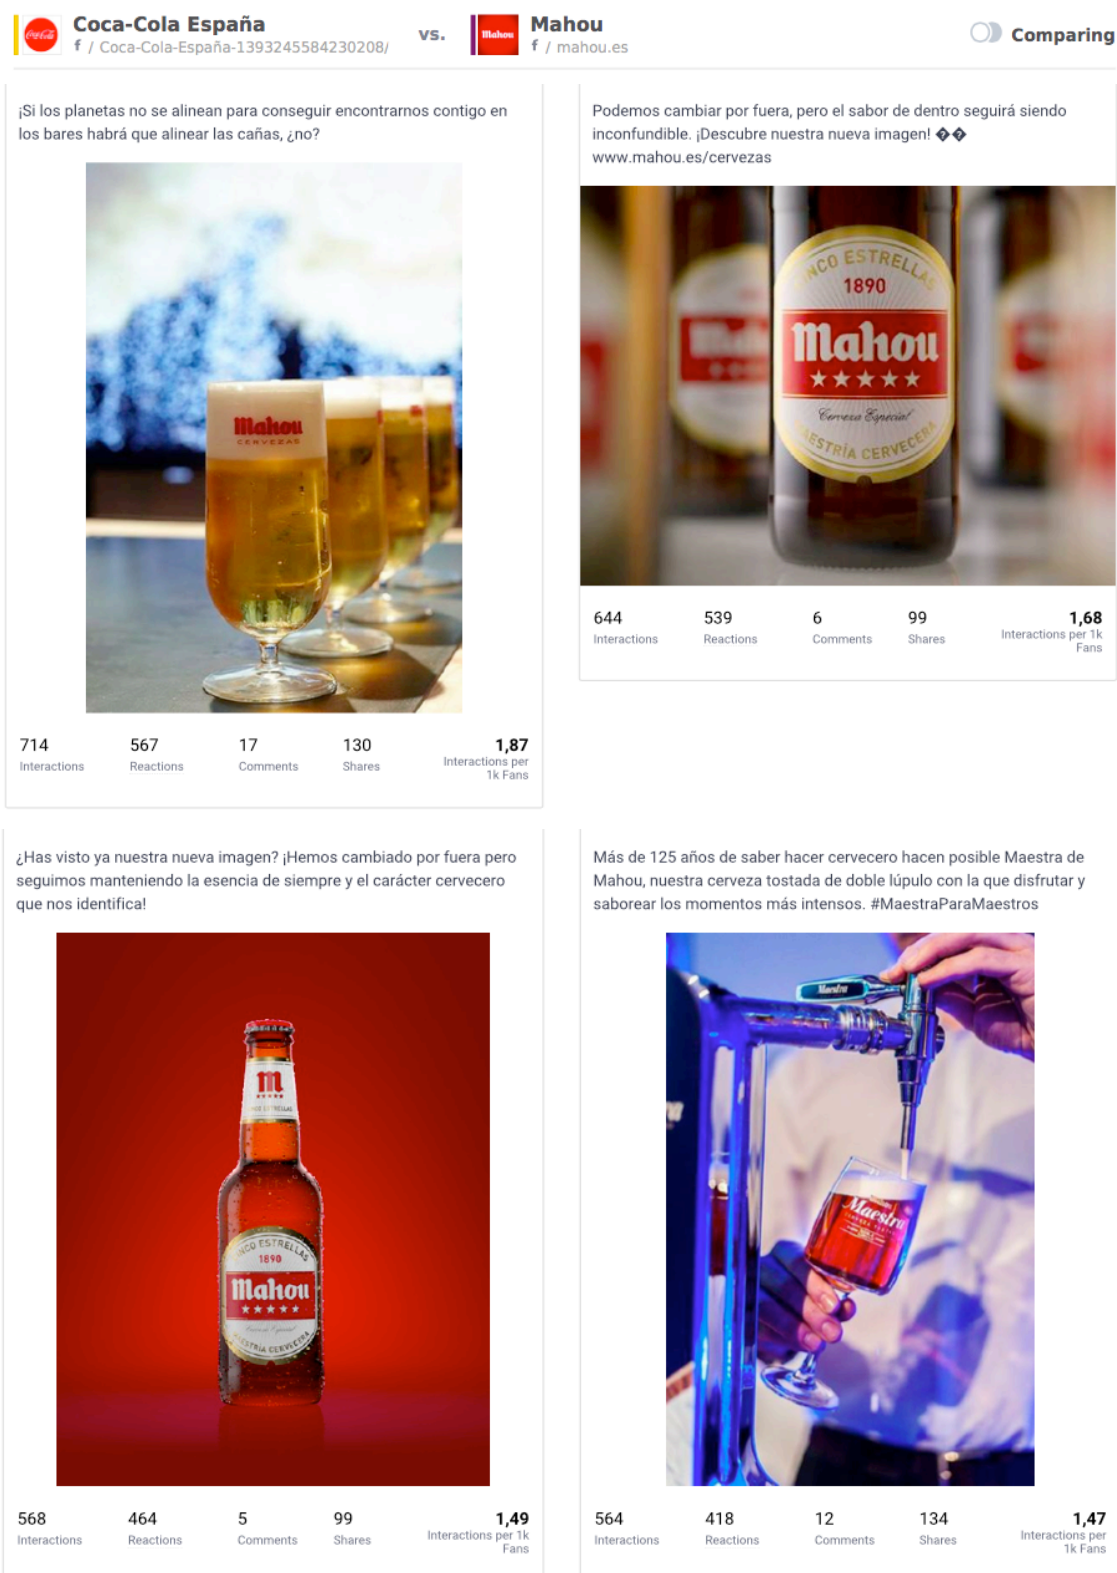 Coca-Cola España
f / Coca-Cola-España-1393245584230208/
vs.
Mahou
Mahou
f / mahou.es
Comparing
¡Si los planetas no se alinean para conseguir encontrarnos contigo en
los bares habrá que alinear las cañas, ¿no?
Mahou
CERVEZAS
714
Interactions
567
Reactions
17
Comments
130
Shares
1,87
Interactions per
1k Fans
Podemos cambiar por fuera, pero el sabor de dentro seguirá siendo
inconfundible. ¡Descubre nuestra nueva imagen! ��
www.mahou.es/cervezas
INCO ESTRELLAS
1890
Mahou
Cerveza Especial
MAESTRÍA CERVECERA
644
Interactions
539
Reactions
6
Comments
99
Shares
1,68
Interactions per 1k
Fans
¿Has visto ya nuestra nueva imagen? ¡Hemos cambiado por fuera pero
seguimos manteniendo la esencia de siempre y el carácter cervecero
que nos identifica!
m
INCO ESTRELLAS
1890
Mahou
MAESTRÍA CERVECERA
568
Interactions
464
Reactions
5
Comments
99
Shares
1,49
Interactions per 1k
Fans
Más de 125 años de saber hacer cervecero hacen posible Maestra de
Mahou, nuestra cerveza tostada de doble lúpulo con la que disfrutar y
saborear los momentos más intensos. #MaestraParaMaestros
Maestra
Maestra
564
Interactions
418
Reactions
12
Comments
134
Shares
1,47
Interactions per
1k Fans